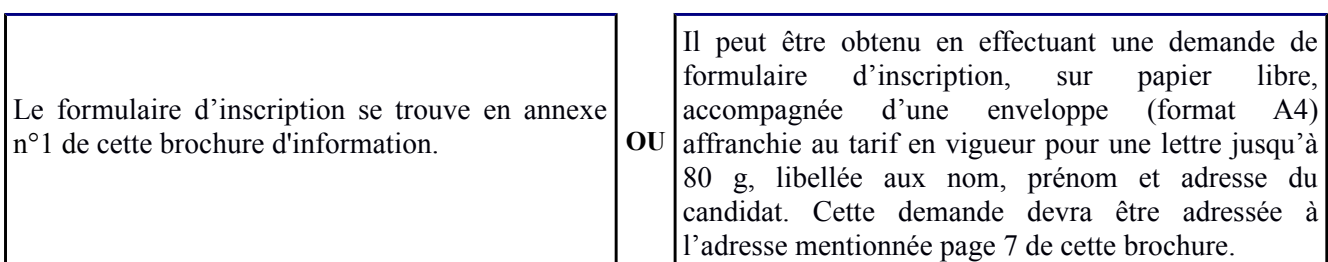 Le formulaire d’inscription se trouve en annexe
n°1 de cette brochure d'information.
OU
Il peut être obtenu en effectuant une demande de
formulaire d’inscription, sur papier libre,
accompagnée d’une enveloppe (format A4)
affranchie au tarif en vigueur pour une lettre jusqu’à
80 g, libellée aux nom, prénom et adresse du
candidat. Cette demande devra être adressée à
l’adresse mentionnée page 7 de cette brochure.